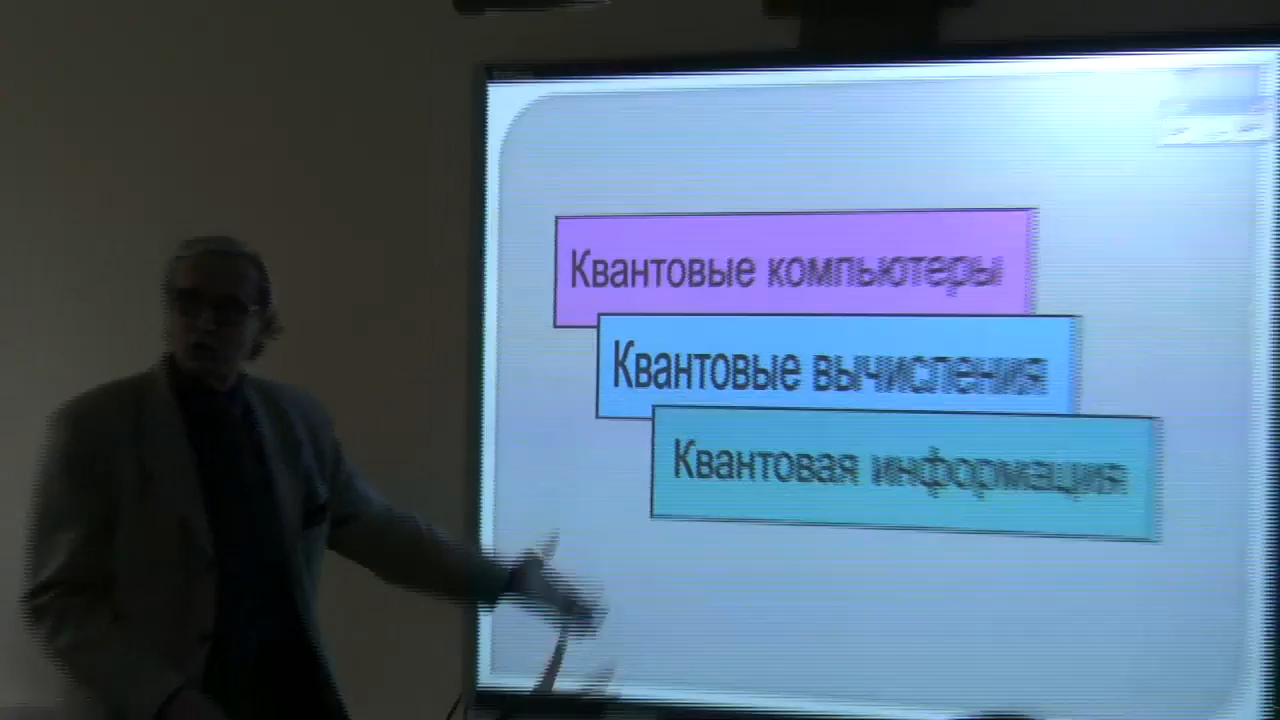 Квантовые компьютеры
Квантовые вычисления
Квантовая информация